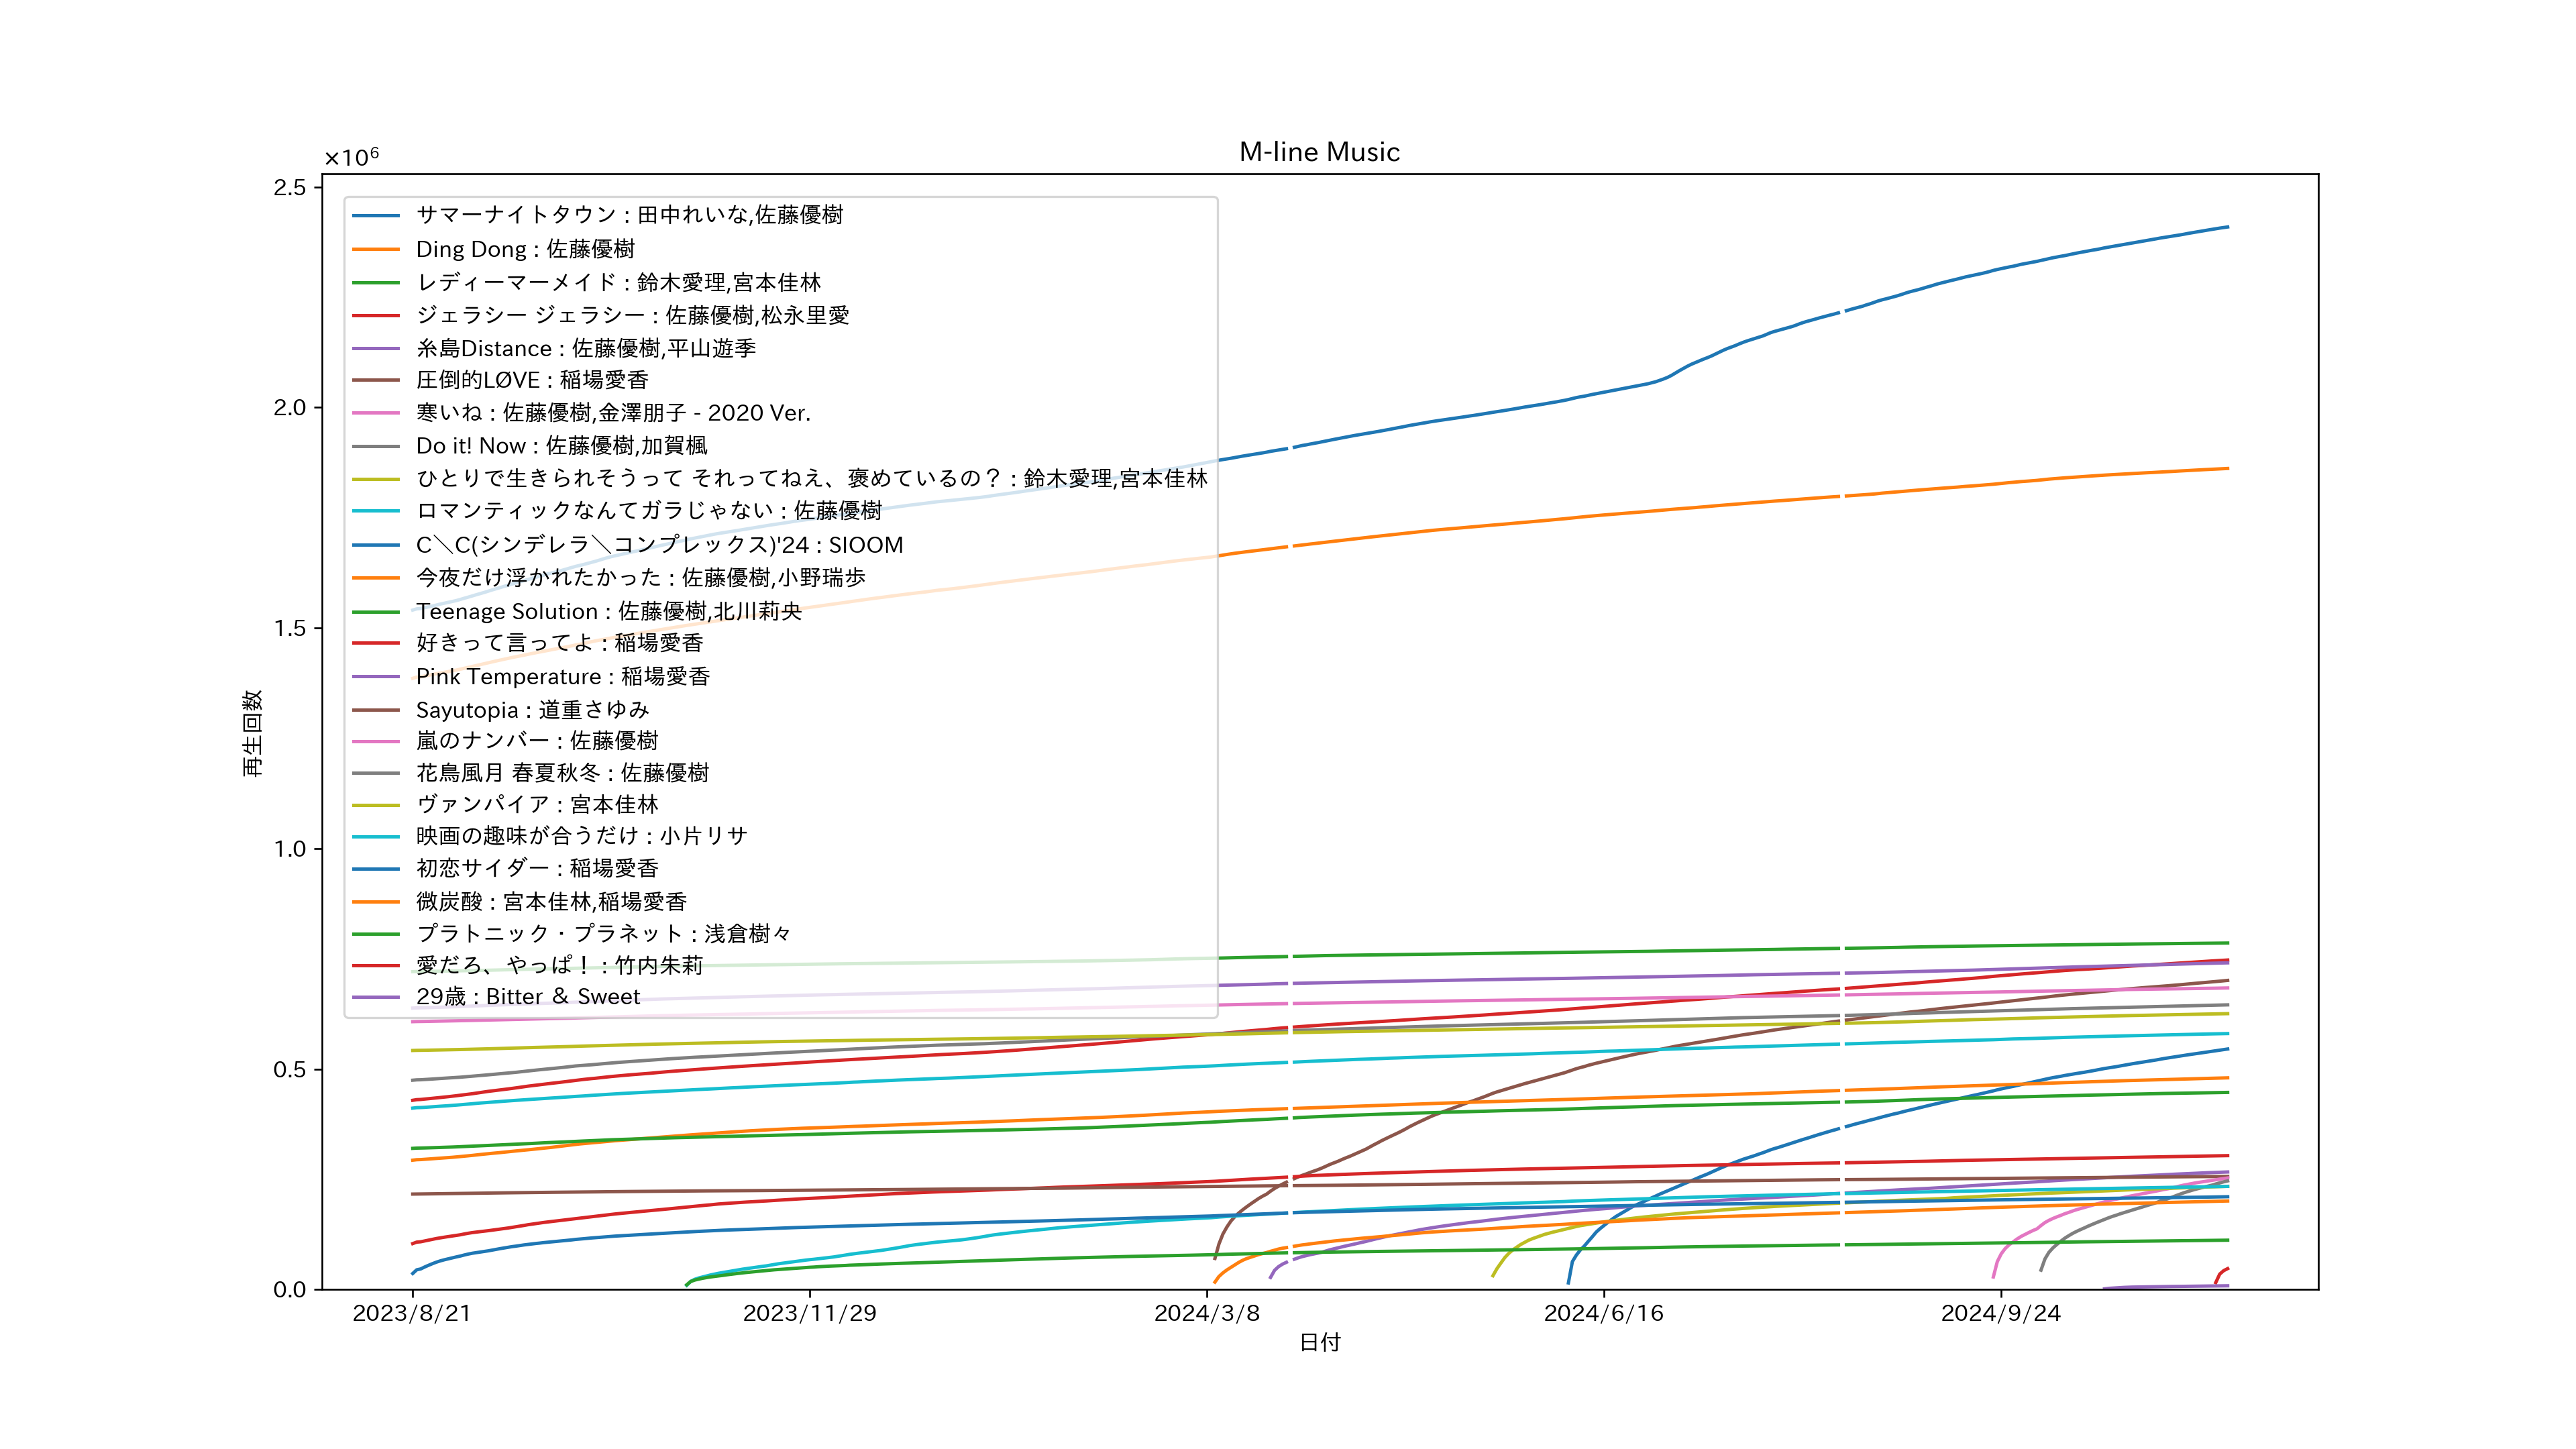 M-line Music
×10⁶
2.5
2.0
1.5
1.0
0.5
0.0
再生回数
サマーナイトタウン : 田中れいな,佐藤優樹
Ding Dong : 佐藤優樹
レディーマーメイド : 鈴木愛理,宮本佳林
ジェラシー ジェラシー : 佐藤優樹,松永里愛
糸島Distance : 佐藤優樹,平山遊季
圧倒的LØVE : 稲場愛香
寒いね : 佐藤優樹,金澤朋子 - 2020 Ver.
Do it! Now : 佐藤優樹,加賀楓
ひとりで生きられそうって それってねえ、褒めているの？ : 鈴木愛理,宮本佳林
ロマンティックなんてガラじゃない : 佐藤優樹
C＼C(シンデレラ＼コンプレックス)'24 : SIOOM
今夜だけ浮かれたかった : 佐藤優樹,小野瑞歩
Teenage Solution : 佐藤優樹,北川莉央
好きって言ってよ : 稲場愛香
Pink Temperature : 稲場愛香
Sayutopia : 道重さゆみ
嵐のナンバー : 佐藤優樹
花鳥風月 春夏秋冬 : 佐藤優樹
ヴァンパイア : 宮本佳林
映画の趣味が合うだけ : 小片リサ
初恋サイダー : 稲場愛香
微炭酸 : 宮本佳林,稲場愛香
プラトニック・プラネット : 浅倉樹々
愛だろ、やっぱ！ : 竹内朱莉
29歳 : Bitter ＆ Sweet
2023/8/21
2023/11/29
2024/3/8
2024/6/16
2024/9/24
日付